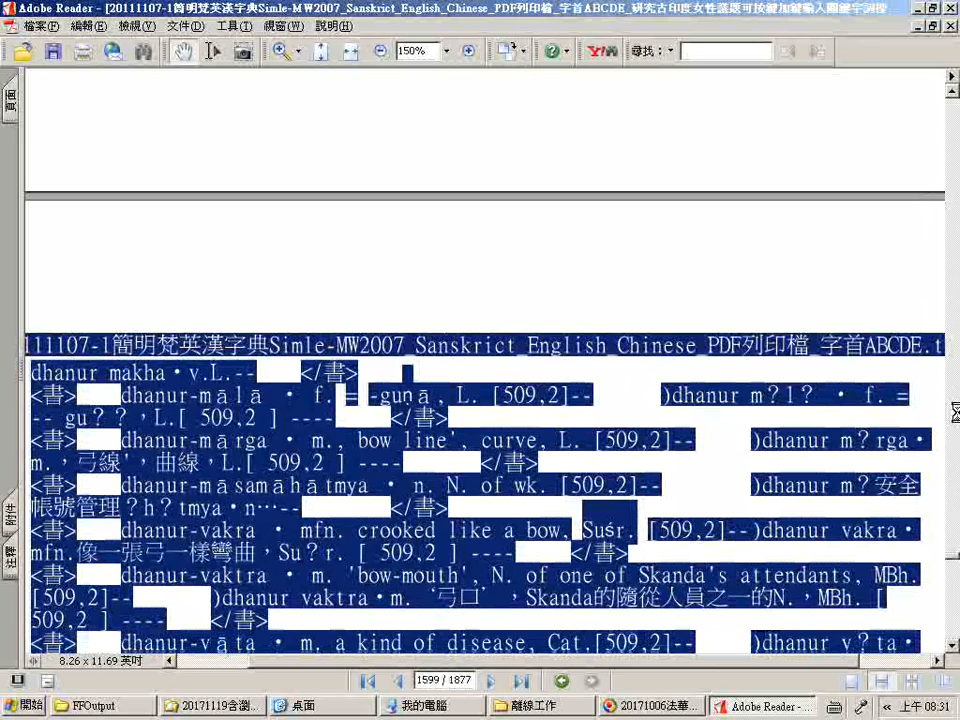 Adobe Reader - [20111107-1簡明梵英漢字典Simle-MW2007_Sanskrict_English_Chinese_PDF列印檔_字首ABCDE_研究古印度女性議題可按
檔案(F) 編輯(E) 檢視(V) 文件(D) 工具(T) 視窗(W) 說明(H)
150% Y! 尋找:
頁面
111107-1簡明梵英漢字典Simle-MW2007_Sanskrict_English_Chinese_PDF列印檔_字首ABCDE.t
dhanur makha·v.L.-- </書>
<書> dhanur-mālā · f. = -guṇā, L. [509,2]-- )dhanur m?l? · f. =
-- gu??,L.[ 509,2 ] ---- </書>
<書> dhanur-mārga · m., bow line', curve, L. [509,2]-- )dhanur m?rga·
m.,弓線',曲線,L.[ 509,2 ] ---- </書>
<書> dhanur-māsamāhātmya · n. N. of wk. [509,2]-- )dhanur m?安全
帳號管理?h?tmya·n…-- </書>
<書> dhanur-vakra · mfn. crooked like a bow, Suśr. [509,2]--)dhanur vakra·
mfn.像一張弓一樣彎曲,Su?r. [ 509,2 ] ---- </書>
<書> dhanur-vaktra · m. 'bow-mouth', N. of one of Skanda's attendants, MBh.
[509,2]-- )dhanur vaktra·m.‘弓口’,Skanda的隨從人員之一的N.,MBh. [
509,2 ] ---- </書>
<書> dhanur-vāta · m. a kind of disease, Cat.[509,2]-- )dhanur v?ta·
附件
注釋
8.26 x 11.69 英吋
1599 / 1877
開始 FFOutput 20171119含瀏... 桌面 我的電腦 離線工作 20171006法華... Adobe Reader - [... 上午 08:31